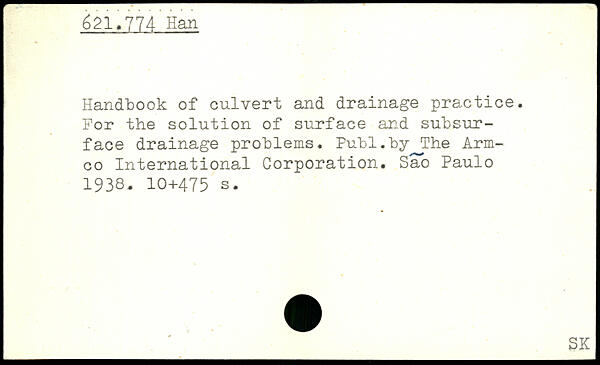 621.774 Han
Handbook of culvert and drainage practice.
For the solution of surface and subsur-
face drainage problems. Publ.by The Arm-
co International Corporation. São Paulo
1938. 10+475 s.
SK